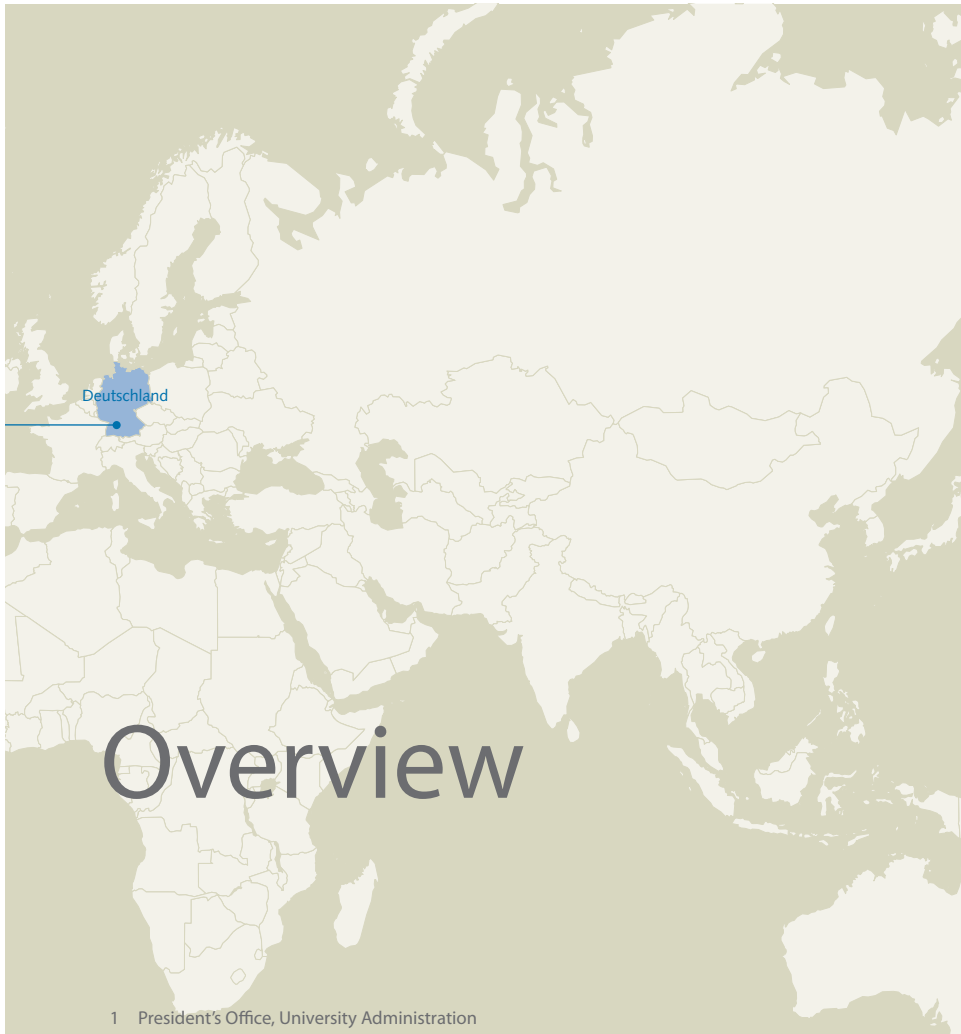 Deutschland
Overview
1 President's Office, University Administration